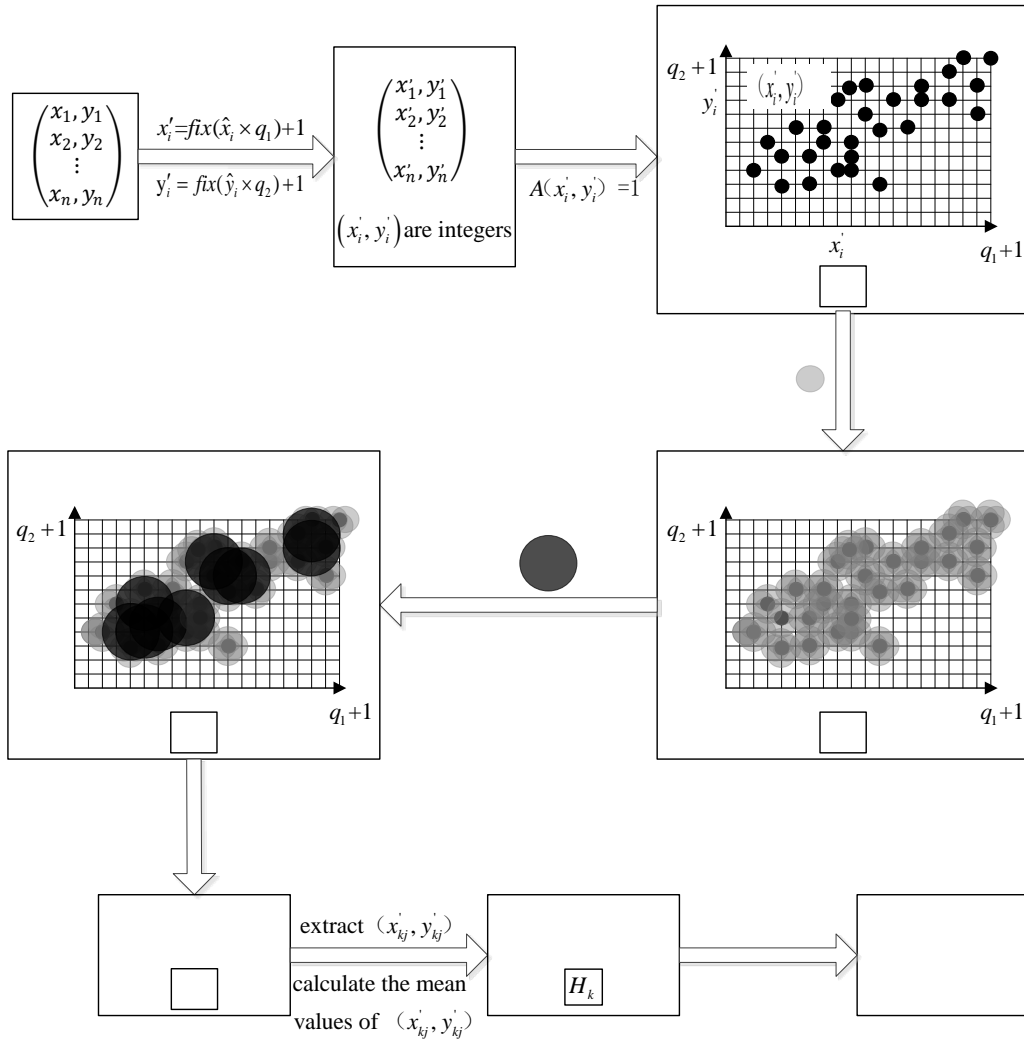 x₁, y₁
x₂, y₂
⋮
xₙ, yₙ
x′ᵢ=fix(x̂ᵢ × q₁)+1
y′ᵢ = fix(ŷᵢ × q₂)+1
x′₁, y′₁
x′₂, y′₂
⋮
x′ₙ, y′ₙ
(x′ᵢ, y′ᵢ) are integers
A(x′ᵢ, y′ᵢ) =1
q₂+1
y′ᵢ
(x′ᵢ, y′ᵢ)
x′ᵢ
q₁+1
q₂+1
q₁+1
q₂+1
q₁+1
extract (x′ₖⱼ, y′ₖⱼ)
calculate the mean
values of (x′ₖⱼ, y′ₖⱼ)
Hₖ